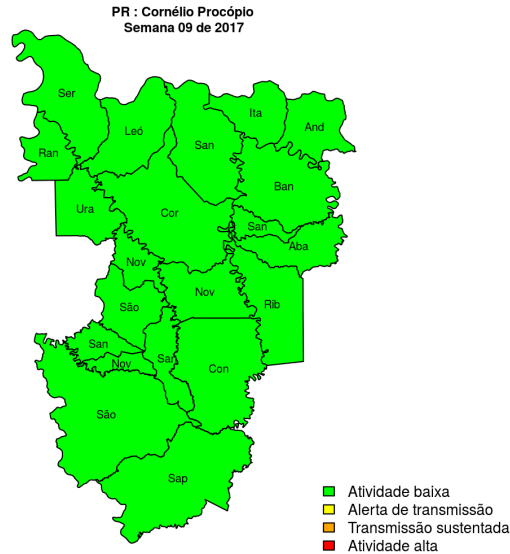 PR : Cornélio Procópio
Semana 09 de 2017
Ser
Ita
And
Leó
San
Ran
Ban
Ura
Cor
San
Aba
Nov
Nov
Rib
São
San
San
Nov
Con
São
Sap
Atividade baixa
Alerta de transmissão
Transmissão sustentada
Atividade alta